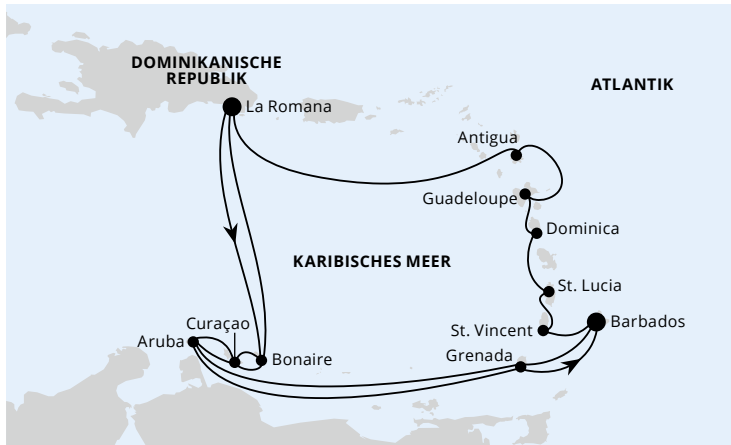 DOMINIKANISCHE
REPUBLIK
ATLANTIK
La Romana
Antigua
Guadeloupe
Dominica
KARIBISCHES MEER
St. Lucia
Curaçao
St. Vincent
Barbados
Aruba
Bonaire
Grenada